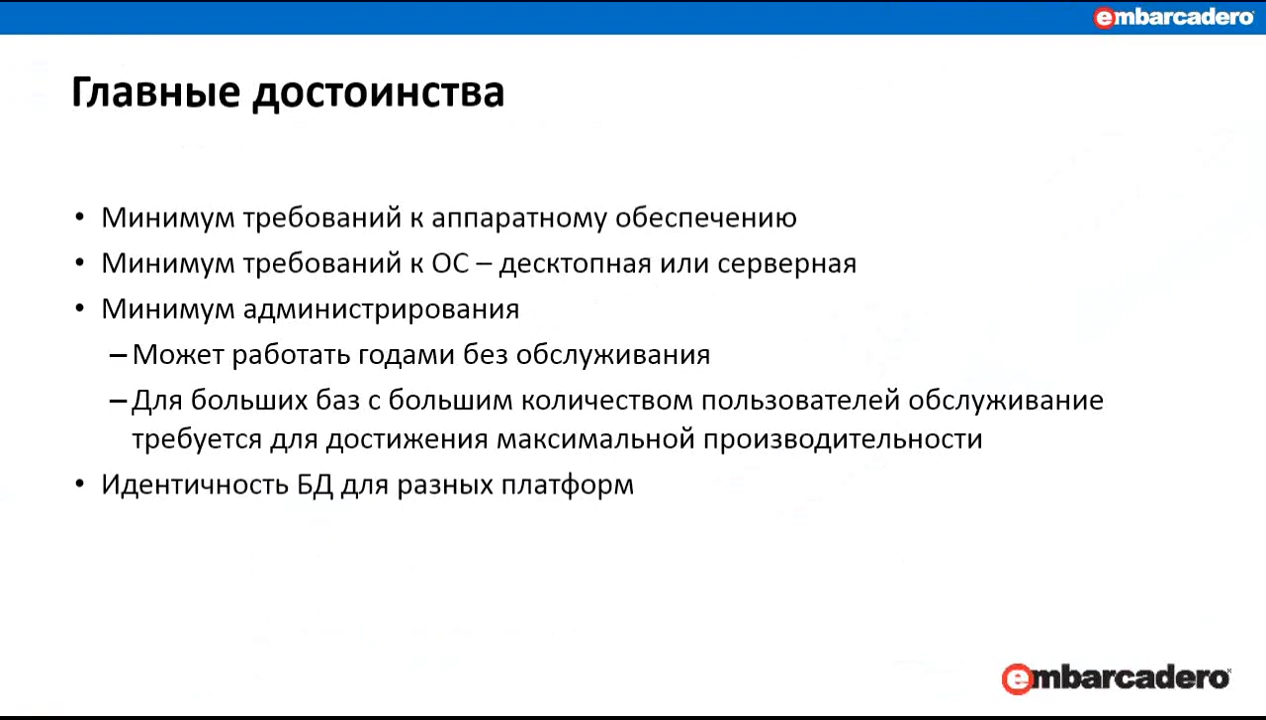 embarcadero
Главные достоинства
• Минимум требований к аппаратному обеспечению
• Минимум требований к ОС – десктопная или серверная
• Минимум администрирования
– Может работать годами без обслуживания
– Для больших баз с большим количеством пользователей обслуживание
требуется для достижения максимальной производительности
• Идентичность БД для разных платформ
embarcadero